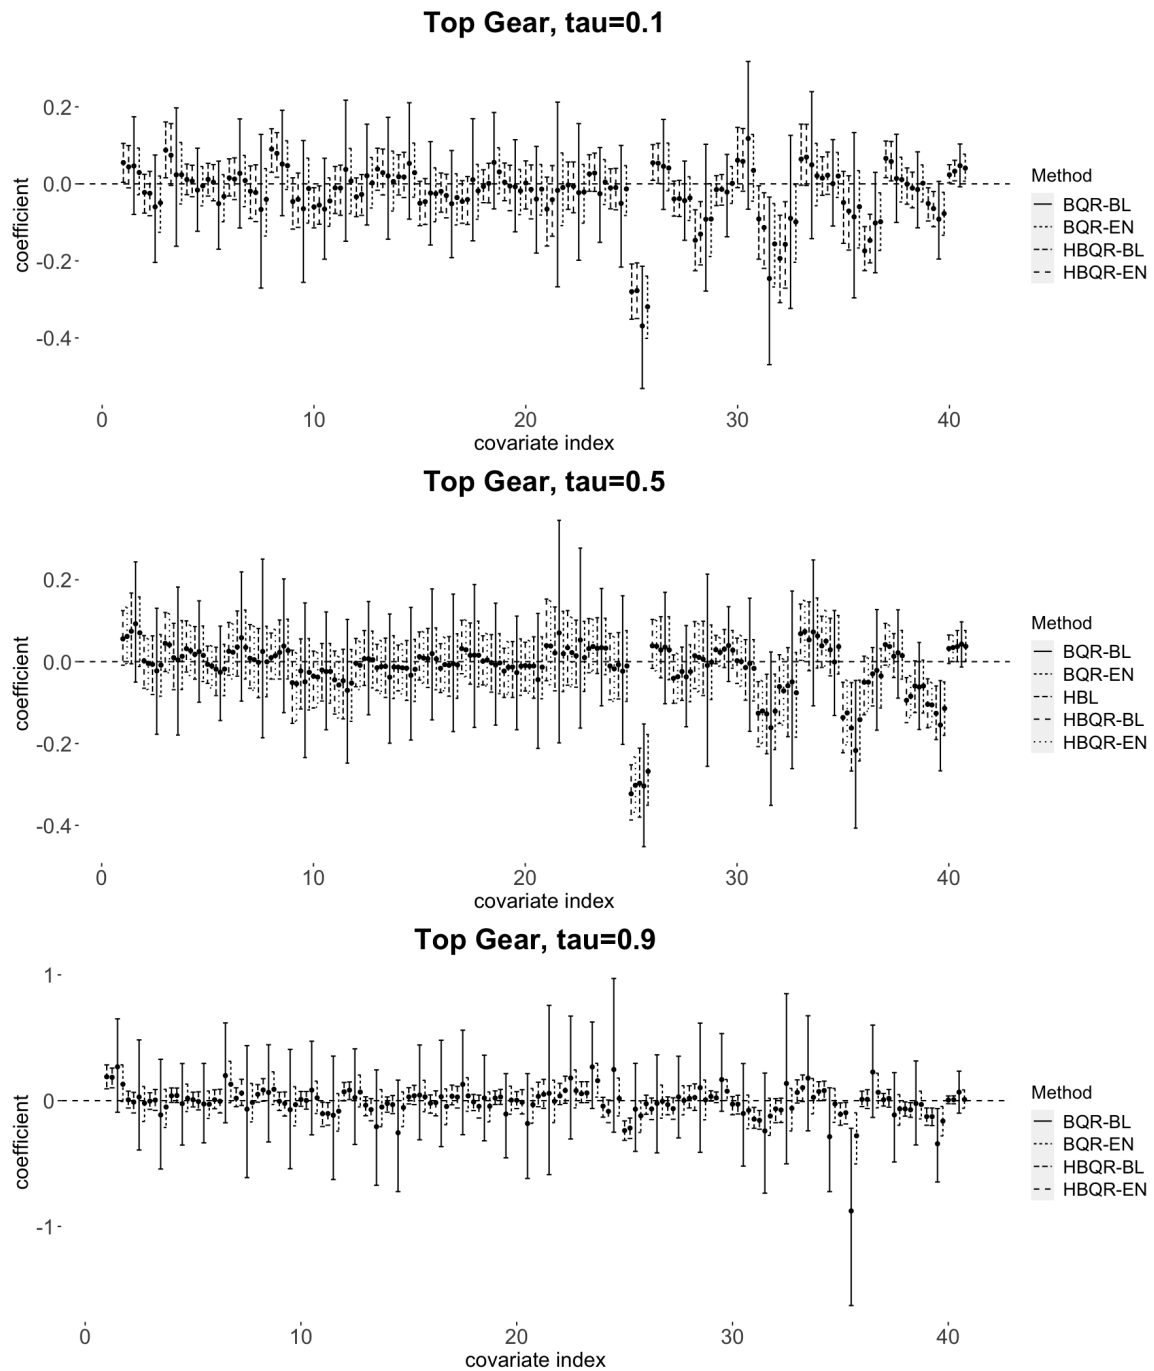 Top Gear, tau=0.1
0.2
0.0
-0.2
-0.4
coefficient
0 10 20 30 40
covariate index
Method
BQR-BL
BQR-EN
HBQR-BL
HBQR-EN
Top Gear, tau=0.5
0.2
0.0
-0.2
-0.4
coefficient
0 10 20 30 40
covariate index
Method
BQR-BL
BQR-EN
HBL
HBQR-BL
HBQR-EN
Top Gear, tau=0.9
1
0
-1
coefficient
0 10 20 30 40
covariate index
Method
BQR-BL
BQR-EN
HBQR-BL
HBQR-EN